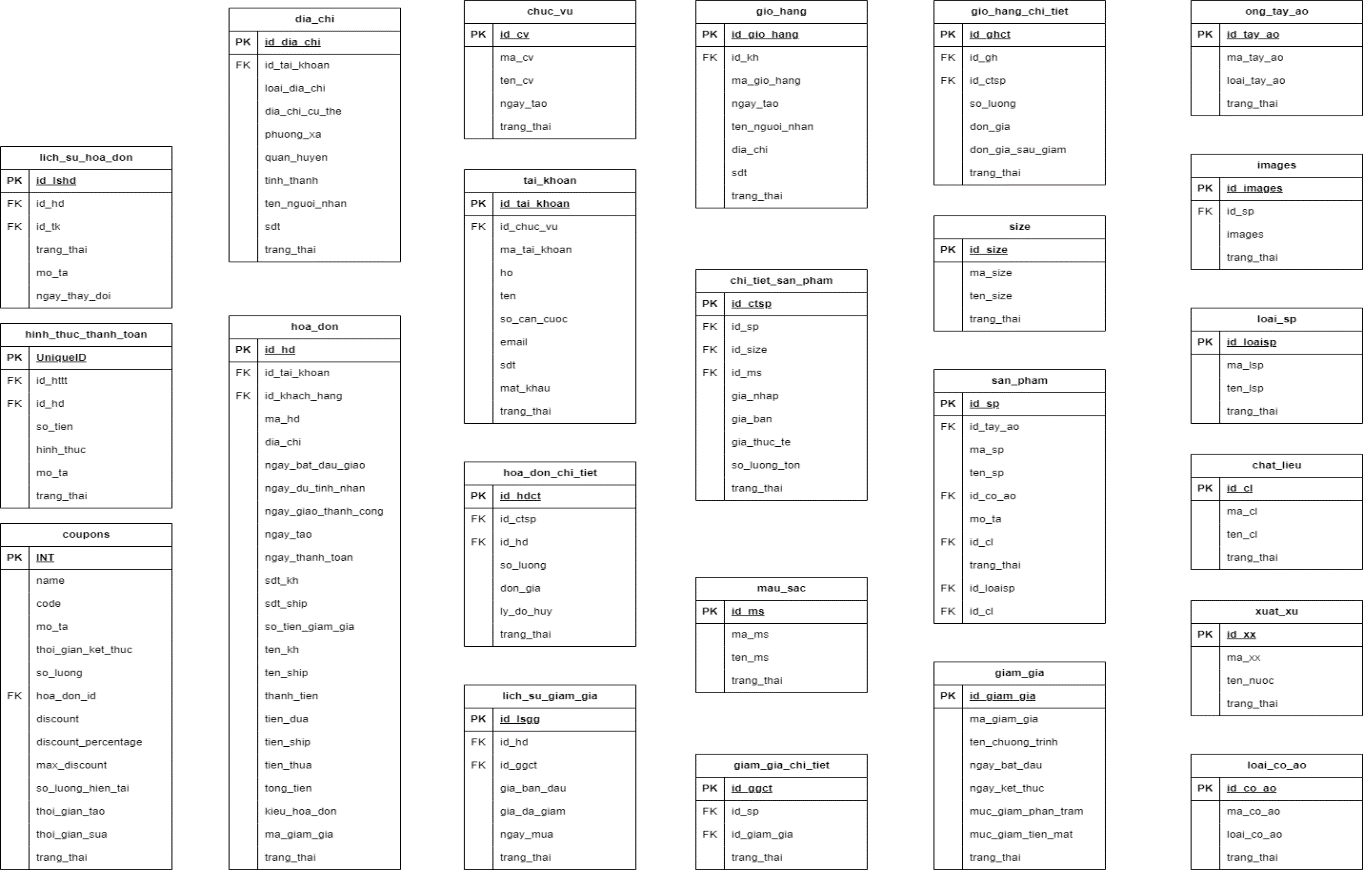 lich_su_hoa_don
PK id_lshd
FK id_hd
FK id_tk
trang_thai
mo_ta
ngay_thay_doi
hinh_thuc_thanh_toan
PK UniqueID
FK id_httt
FK id_hd
so_tien
hinh_thuc
mo_ta
trang_thai
coupons
PK INT
name
code
mo_ta
thoi_gian_ket_thuc
so_luong
FK hoa_don_id
discount
discount_percentage
max_discount
so_luong_hien_tai
thoi_gian_tao
thoi_gian_sua
trang_thai
dia_chi
PK id_dia_chi
FK id_tai_khoan
loai_dia_chi
dia_chi_cu_the
phuong_xa
quan_huyen
tinh_thanh
ten_nguoi_nhan
sdt
trang_thai
hoa_don
PK id_hd
FK id_tai_khoan
FK id_khach_hang
ma_hd
dia_chi
ngay_bat_dau_giao
ngay_du_tinh_nhan
ngay_giao_thanh_cong
ngay_tao
ngay_thanh_toan
sdt_kh
sdt_ship
so_tien_giam_gia
ten_kh
ten_ship
thanh_tien
tien_dua
tien_ship
tien_thua
tong_tien
kieu_hoa_don
ma_giam_gia
trang_thai
chuc_vu
PK id_cv
ma_cv
ten_cv
ngay_tao
trang_thai
tai_khoan
PK id_tai_khoan
FK id_chuc_vu
ma_tai_khoan
ho
ten
so_can_cuoc
email
sdt
mat_khau
trang_thai
hoa_don_chi_tiet
PK id_hdct
FK id_ctsp
FK id_hd
so_luong
don_gia
ly_do_huy
trang_thai
lich_su_giam_gia
PK id_lsgg
FK id_hd
FK id_ggct
gia_ban_dau
gia_da_giam
ngay_mua
trang_thai
gio_hang
PK id_gio_hang
FK id_kh
ma_gio_hang
ngay_tao
ten_nguoi_nhan
dia_chi
sdt
trang_thai
chi_tiet_san_pham
PK id_ctsp
FK id_sp
FK id_size
FK id_ms
gia_nhap
gia_ban
gia_thuc_te
so_luong_ton
trang_thai
mau_sac
PK id_ms
ma_ms
ten_ms
trang_thai
giam_gia_chi_tiet
PK id_ggct
FK id_sp
FK id_giam_gia
trang_thai
gio_hang_chi_tiet
PK id_ghct
FK id_gh
FK id_ctsp
so_luong
don_gia
don_gia_sau_giam
trang_thai
size
PK id_size
ma_size
ten_size
trang_thai
san_pham
PK id_sp
FK id_tay_ao
ma_sp
ten_sp
FK id_co_ao
mo_ta
FK id_cl
trang_thai
FK id_loaisp
FK id_cl
giam_gia
PK id_giam_gia
ma_giam_gia
ten_chuong_trinh
ngay_bat_dau
ngay_ket_thuc
muc_giam_phan_tram
muc_giam_tien_mat
trang_thai
ong_tay_ao
PK id_tay_ao
ma_tay_ao
loai_tay_ao
trang_thai
images
PK id_images
FK id_sp
images
trang_thai
loai_sp
PK id_loaisp
ma_lsp
ten_lsp
trang_thai
chat_lieu
PK id_cl
ma_cl
ten_cl
trang_thai
xuat_xu
PK id_xx
ma_xx
ten_nuoc
trang_thai
loai_co_ao
PK id_co_ao
ma_co_ao
loai_co_ao
trang_thai